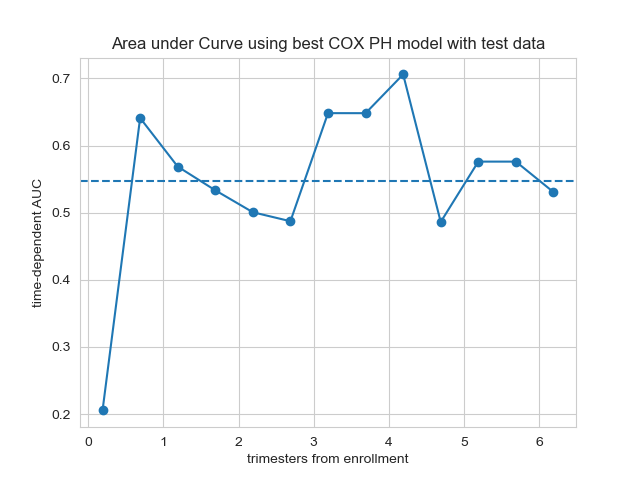 Area under Curve using best COX PH model with test data
time-dependent AUC
0.7
0.6
0.5
0.4
0.3
0.2
0 1 2 3 4 5 6
trimesters from enrollment